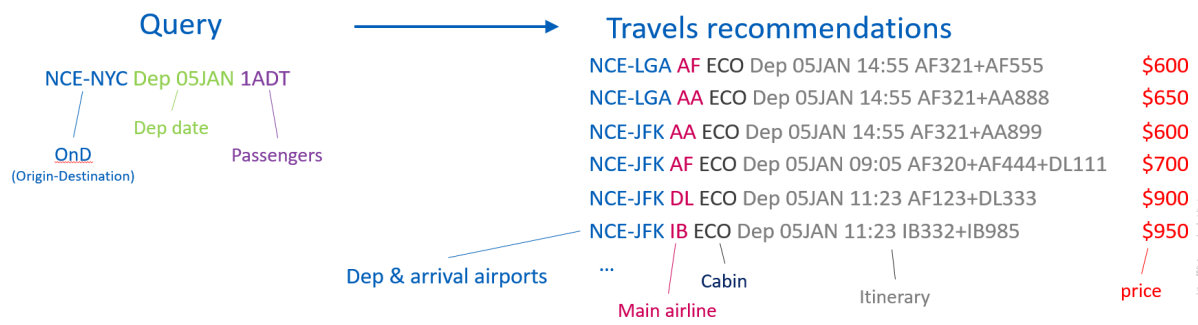 Query
Travels recommendations
NCE-NYC Dep 05JAN 1ADT
Dep date
OnD
(Origin-Destination)
Passengers
NCE-LGA AF ECO Dep 05JAN 14:55 AF321+AF555 $600
NCE-LGA AA ECO Dep 05JAN 14:55 AF321+AA888 $650
NCE-JFK AA ECO Dep 05JAN 14:55 AF321+AA899 $600
NCE-JFK AF ECO Dep 05JAN 09:05 AF320+AF444+DL111 $700
NCE-JFK DL ECO Dep 05JAN 11:23 AF123+DL333 $900
NCE-JFK IB ECO Dep 05JAN 11:23 IB332+IB985 $950
...
Dep & arrival airports
Main airline
Cabin
Itinerary
price